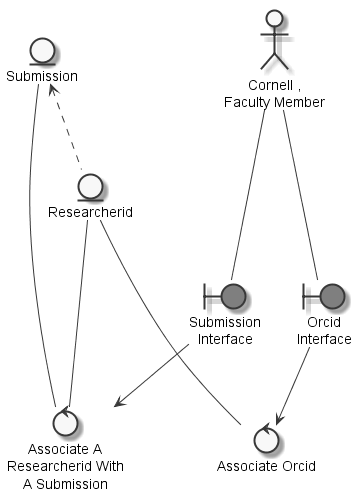 Submission
Cornell ,
Faculty Member
Researcherid
Submission
Interface
Orcid
Interface
Associate A
Researcherid With
A Submission
Associate Orcid